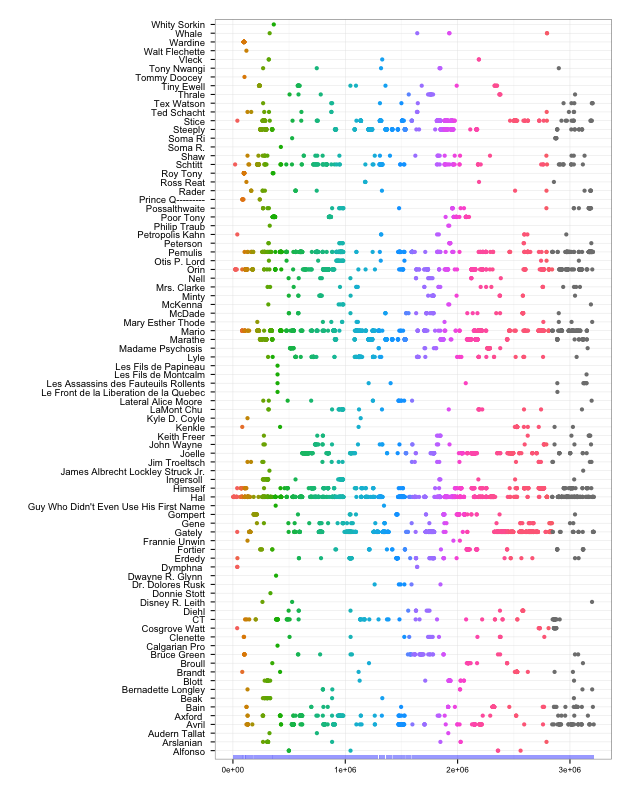 Whity Sorkin
Whale
Wardine
Walt Flechette
Vleck
Tony Nwangi
Tommy Doocey
Tiny Ewell
Thrale
Tex Watson
Ted Schacht
Stice
Steeply
Soma Ri
Soma R.
Shaw
Schtitt
Roy Tony
Ross Reat
Rader
Prince Q---------
Possalthwaite
Poor Tony
Philip Traub
Petropolis Kahn
Peterson
Pemulis
Otis P. Lord
Orin
Nell
Mrs. Clarke
Minty
McKenna
McDade
Mary Esther Thode
Mario
Marathe
Madame Psychosis
Lyle
Les Fils de Papineau
Les Fils de Montcalm
Les Assassins des Fauteuils Rollents
Le Front de la Liberation de la Quebec
Lateral Alice Moore
LaMont Chu
Kyle D. Coyle
Kenkle
Keith Freer
John Wayne
Joelle
Jim Troeltsch
James Albrecht Lockley Struck Jr.
Ingersoll
Himself
Hal
Guy Who Didn't Even Use His First Name
Gompert
Gene
Gately
Frannie Unwin
Fortier
Erdedy
Dymphna
Dwayne R. Glynn
Dr. Dolores Rusk
Donnie Stott
Disney R. Leith
Diehl
CT
Cosgrove Watt
Clenette
Calgarian Pro
Bruce Green
Broull
Brandt
Blott
Bernadette Longley
Beak
Bain
Axford
Avril
Audern Tallat
Arslanian
Alfonso
0e+00 1e+06 2e+06 3e+06